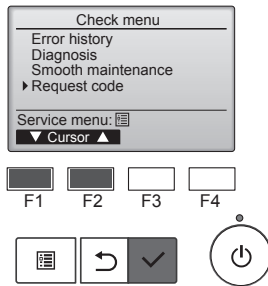 Check menu
Error history
Diagnosis
Smooth maintenance
Request code
Service menu:
▼ Cursor ▲
F1 F2 F3 F4